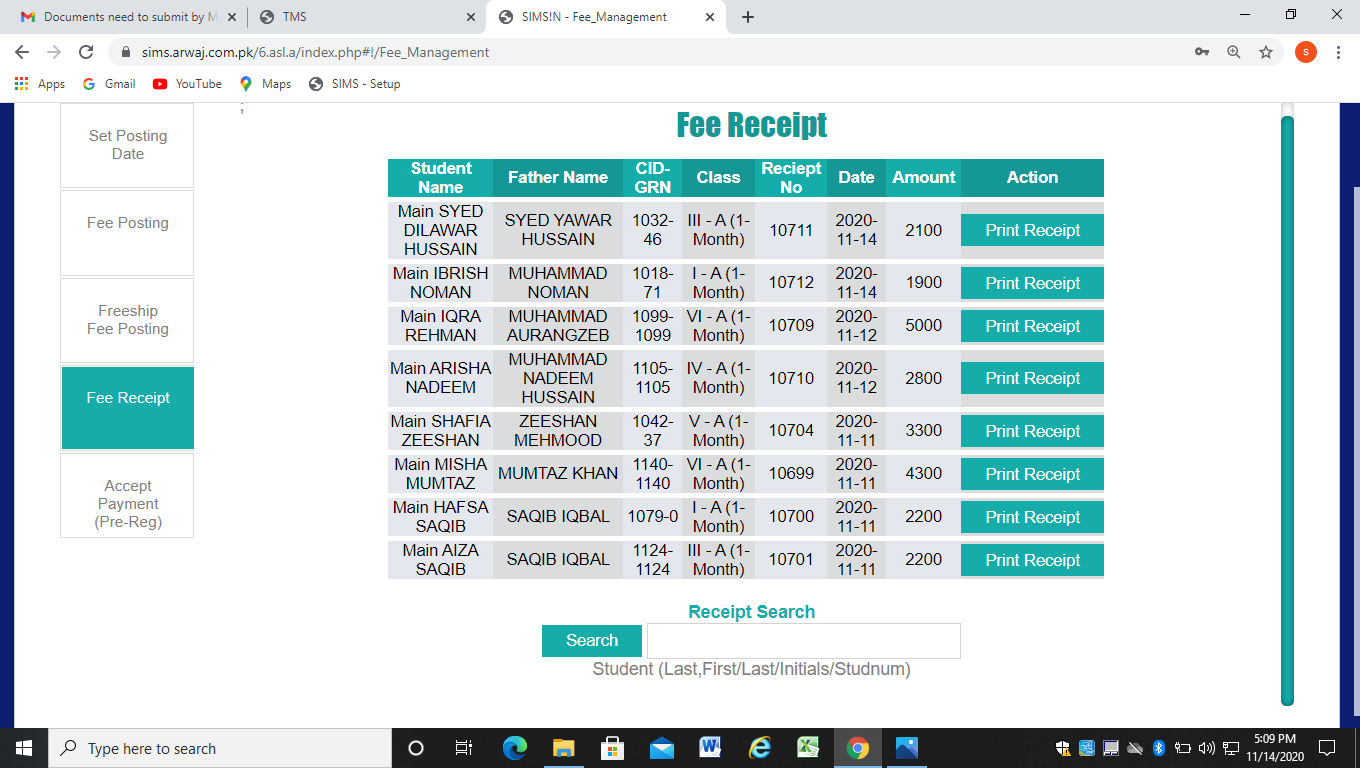 Documents need to submit by M
TMS
SIMS!N - Fee_Management
sims.arwaj.com.pk/6.asl.a/index.php#!/Fee_Management
s
Apps
Gmail
YouTube
Maps
SIMS - Setup
;
Set Posting
Date
Fee Posting
Freeship
Fee Posting
Fee Receipt
Accept
Payment
(Pre-Reg)
Fee Receipt
Student Name Father Name CID-GRN Class Reciept No Date Amount Action
Main SYED DILAWAR HUSSAIN SYED YAWAR HUSSAIN 1032-46 III - A (1-Month) 10711 2020-11-14 2100 Print Receipt
Main IBRISH NOMAN MUHAMMAD NOMAN 1018-71 I - A (1-Month) 10712 2020-11-14 1900 Print Receipt
Main IQRA REHMAN MUHAMMAD AURANGZEB 1099-1099 VI - A (1-Month) 10709 2020-11-12 5000 Print Receipt
Main ARISHA NADEEM MUHAMMAD NADEEM HUSSAIN 1105-1105 IV - A (1-Month) 10710 2020-11-12 2800 Print Receipt
Main SHAFIA ZEESHAN ZEESHAN MEHMOOD 1042-37 V - A (1-Month) 10704 2020-11-11 3300 Print Receipt
Main MISHA MUMTAZ MUMTAZ KHAN 1140-1140 VI - A (1-Month) 10699 2020-11-11 4300 Print Receipt
Main HAFSA SAQIB SAQIB IQBAL 1079-0 I - A (1-Month) 10700 2020-11-11 2200 Print Receipt
Main AIZA SAQIB SAQIB IQBAL 1124-1124 III - A (1-Month) 10701 2020-11-11 2200 Print Receipt
Receipt Search
Search
Student (Last,First/Last/Initials/Studnum)
Type here to search
5:09 PM
11/14/2020